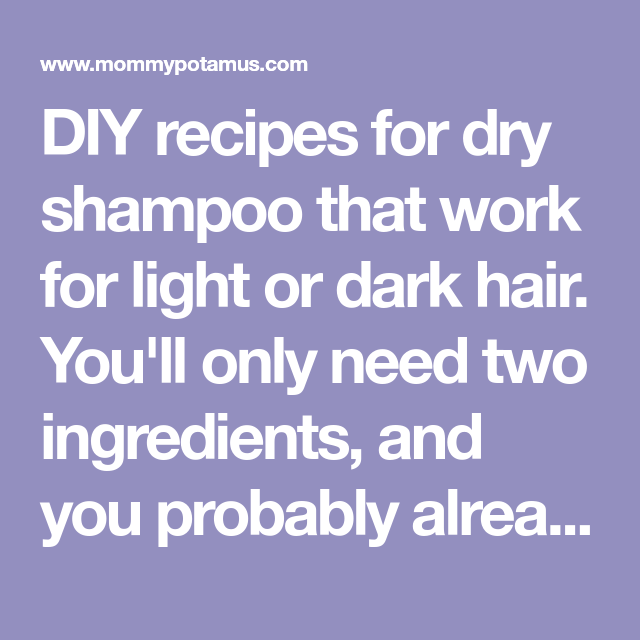 www.mommypotamus.com
DIY recipes for dry
shampoo that work
for light or dark hair.
You'll only need two
ingredients, and
you probably alrea...